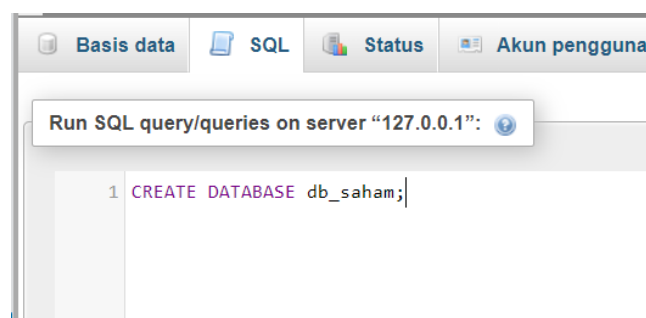 Basis data SQL Status Akun pengguna
Run SQL query/queries on server “127.0.0.1”:
1 CREATE DATABASE db_saham;